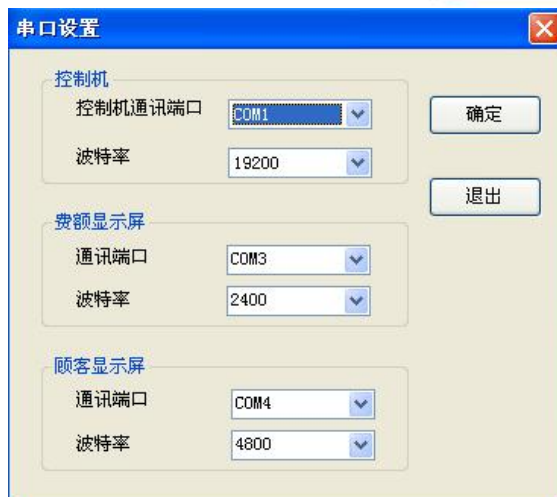 串口设置
控制机
控制机通讯端口 COM1
确定
波特率 19200
退出
费额显示屏
通讯端口 COM3
波特率 2400
顾客显示屏
通讯端口 COM4
波特率 4800